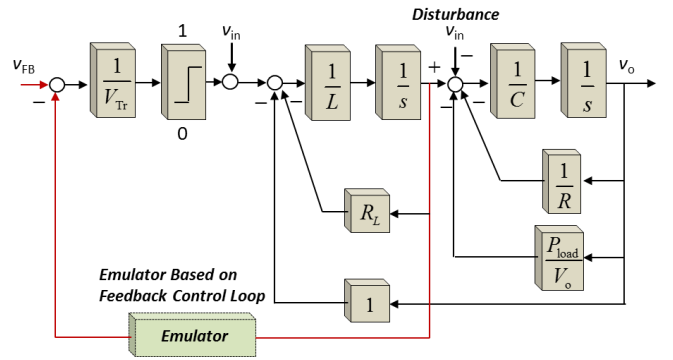 Disturbance
1
v_in
v_in
v_FB
−
1/V_Tr
0
−
−
1/L
1/s
+
−
−
−
1/C
1/s
v_o
R_L
1/R
P_load/V_o
1
Emulator Based on
Feedback Control Loop
Emulator